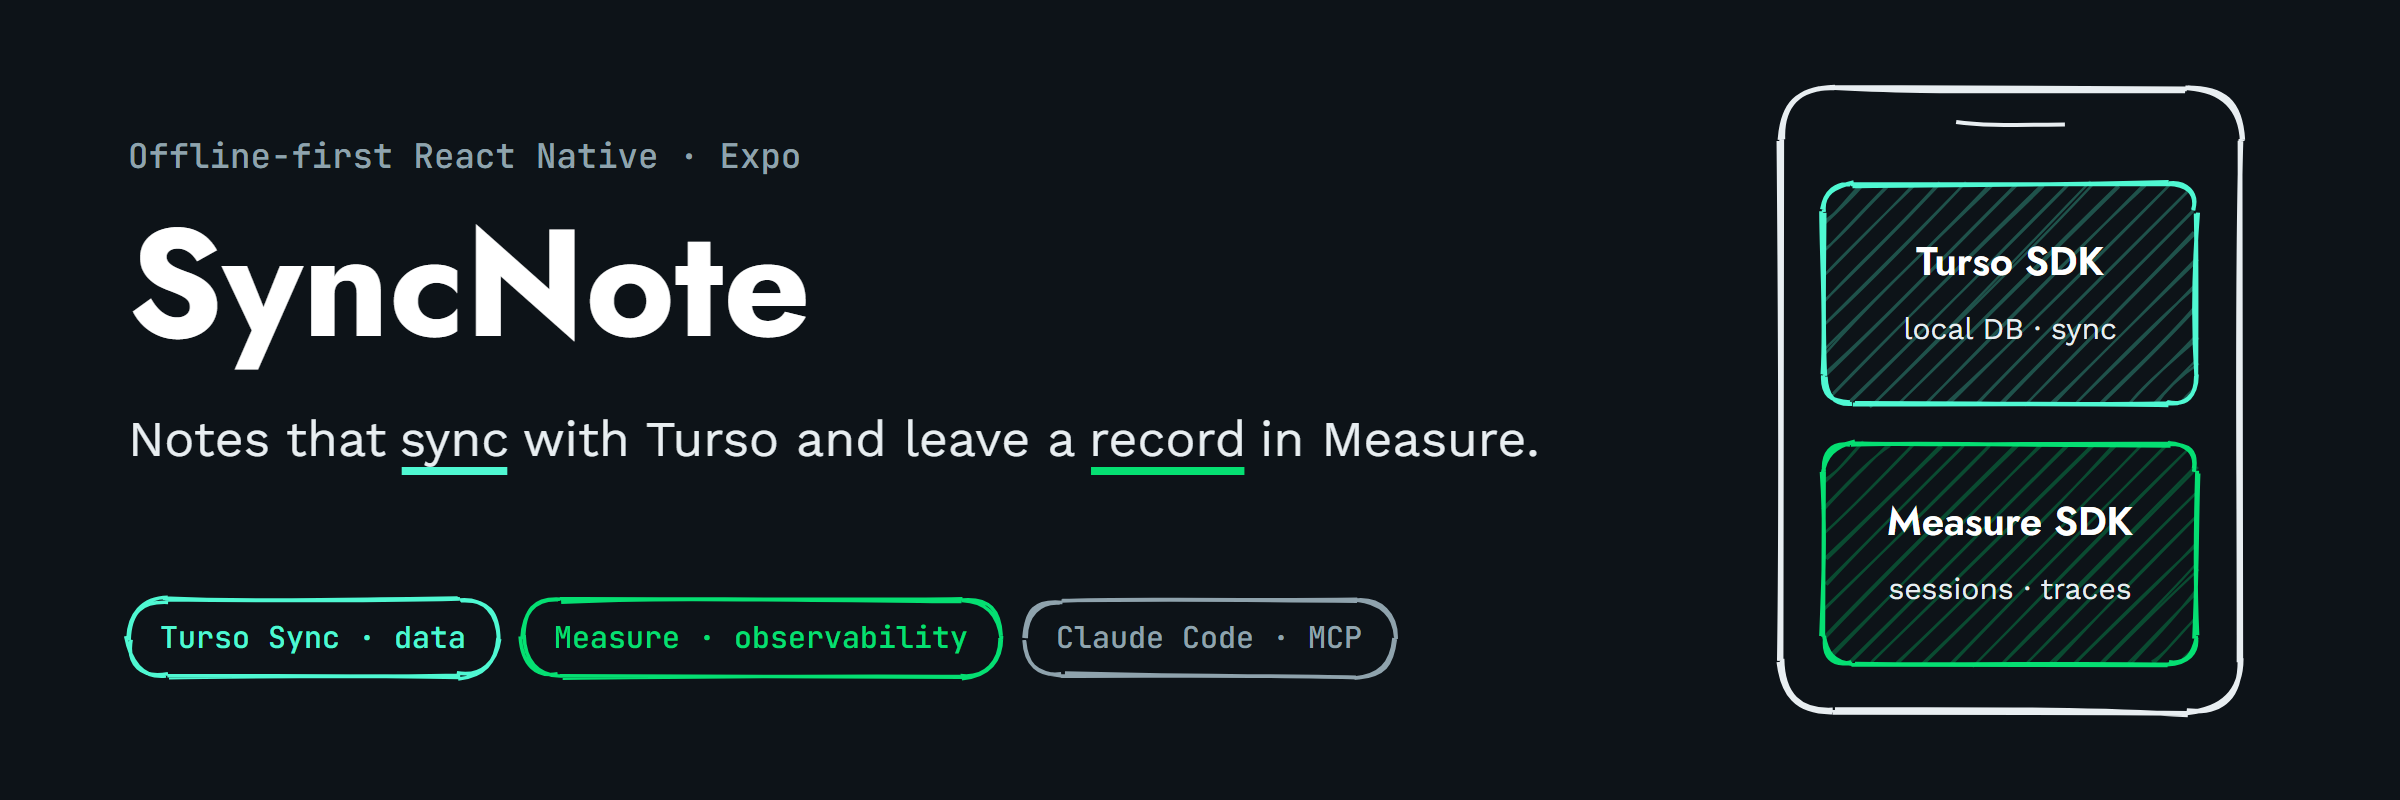 Offline-first React Native · Expo
SyncNote
Notes that sync with Turso and leave a record in Measure.
Turso Sync · data
Measure · observability
Claude Code · MCP
Turso SDK
local DB · sync
Measure SDK
sessions · traces